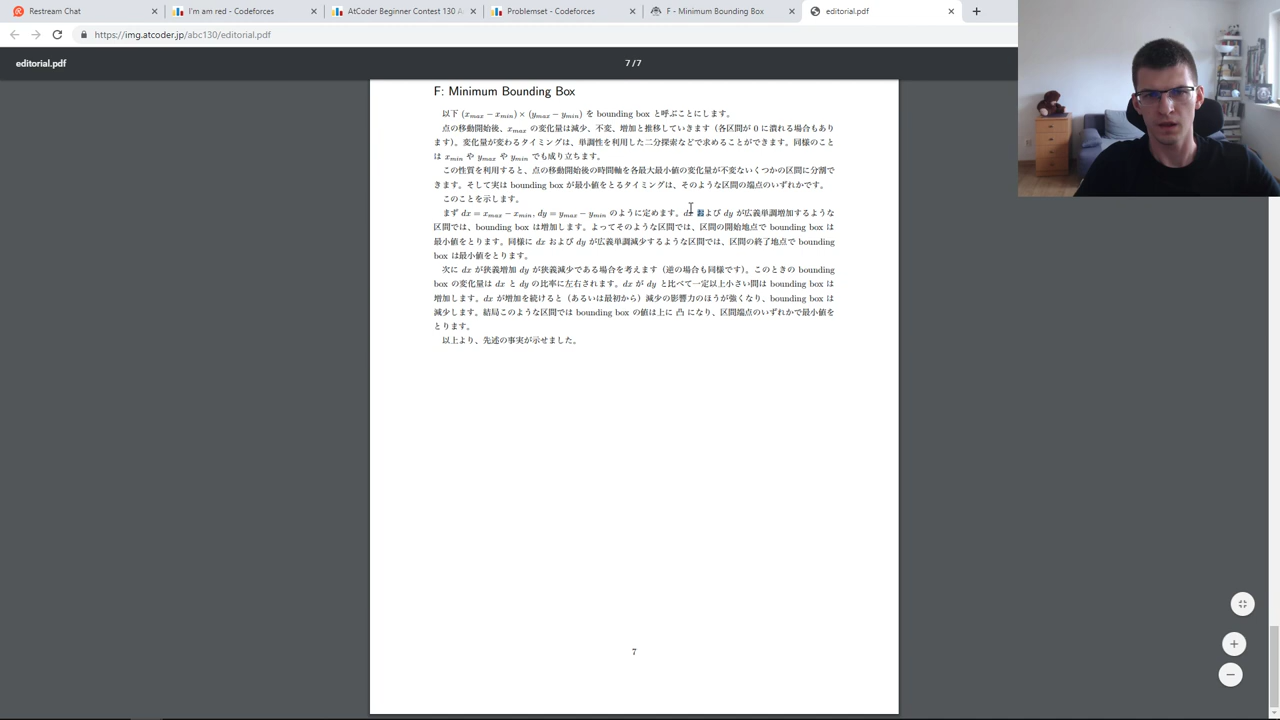 Restream Chat
I'm am red - Codeforces
AtCoder Beginner Contest 130 A
Problemset - Codeforces
F - Minimum Bounding Box
editorial.pdf
https://img.atcoder.jp/abc130/editorial.pdf
editorial.pdf
7 / 7
F: Minimum Bounding Box
以下 (xmax − xmin) × (ymax − ymin) を bounding box と呼ぶことにします。
点の移動開始後、xmax の変化量は減少、不変、増加と推移していきます（各区間が 0 に潰れる場合もあり
ます）。変化量が変わるタイミングは、単調性を利用した二分探索などで求めることができます。同様のこと
は xmin や ymax や ymin でも成り立ちます。
この性質を利用すると、点の移動開始後の時間軸を各最大最小値の変化量が不変ないくつかの区間に分割で
きます。そして実は bounding box が最小値をとるタイミングは、そのような区間の端点のいずれかです。
このことを示します。
まず dx = xmax − xmin, dy = ymax − ymin のように定めます。dx および dy が広義単調増加するような
区間では、bounding box は増加します。よってそのような区間では、区間の開始地点で bounding box は
最小値をとります。同様に dx および dy が広義単調減少するような区間では、区間の終了地点で bounding
box は最小値をとります。
次に dx が狭義増加 dy が狭義減少である場合を考えます（逆の場合も同様です）。このときの bounding
box の変化量は dx と dy の比率に左右されます。dx が dy と比べて一定以上小さい間は bounding box は
増加します。dx が増加を続けると（あるいは最初から）減少の影響力のほうが強くなり、bounding box は
減少します。結局このような区間では bounding box の値は上に 凸 になり、区間端点のいずれかで最小値を
とります。
以上より、先述の事実が示せました。
7